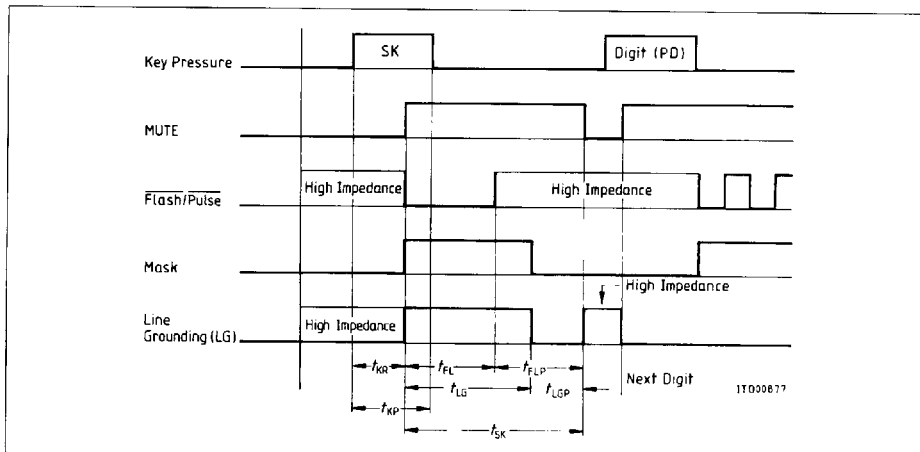 SK
Digit (PD)
Key Pressure
MUTE
High Impedance
High Impedance
Flash/Pulse
Mask
High Impedance
Line
Grounding (LG)
High Impedance
tKR
tFL
tFLP
tLG
tLGP
Next Digit
ITD00677
tKP
tSK